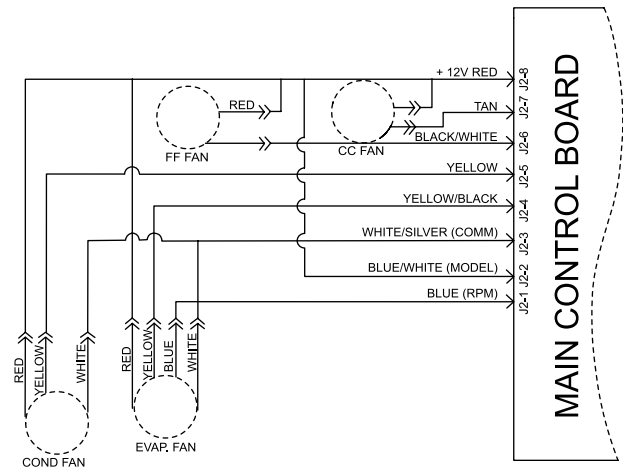 + 12V RED
J2-8
RED
TAN
J2-7
BLACK/WHITE
J2-6
FF FAN
CC FAN
YELLOW
J2-5
YELLOW/BLACK
J2-4
WHITE/SILVER (COMM)
J2-3
BLUE/WHITE (MODEL)
J2-2
BLUE (RPM)
J2-1
MAIN CONTROL BOARD
RED
YELLOW
WHITE
RED
YELLOW
BLUE
WHITE
COND FAN
EVAP. FAN